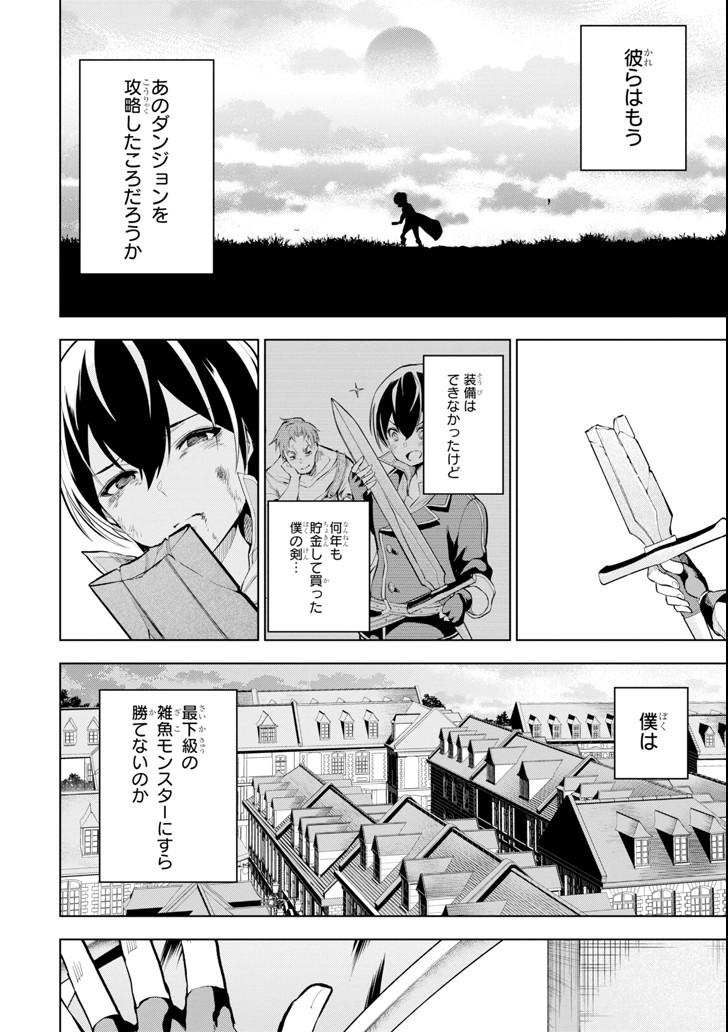 彼らはもう
あのダンジョンを
攻略したころだろうか
装備は
できなかったけど
何年も
貯金して買った
僕の剣…
僕は
最下級の
雑魚モンスターにすら
勝てないのか